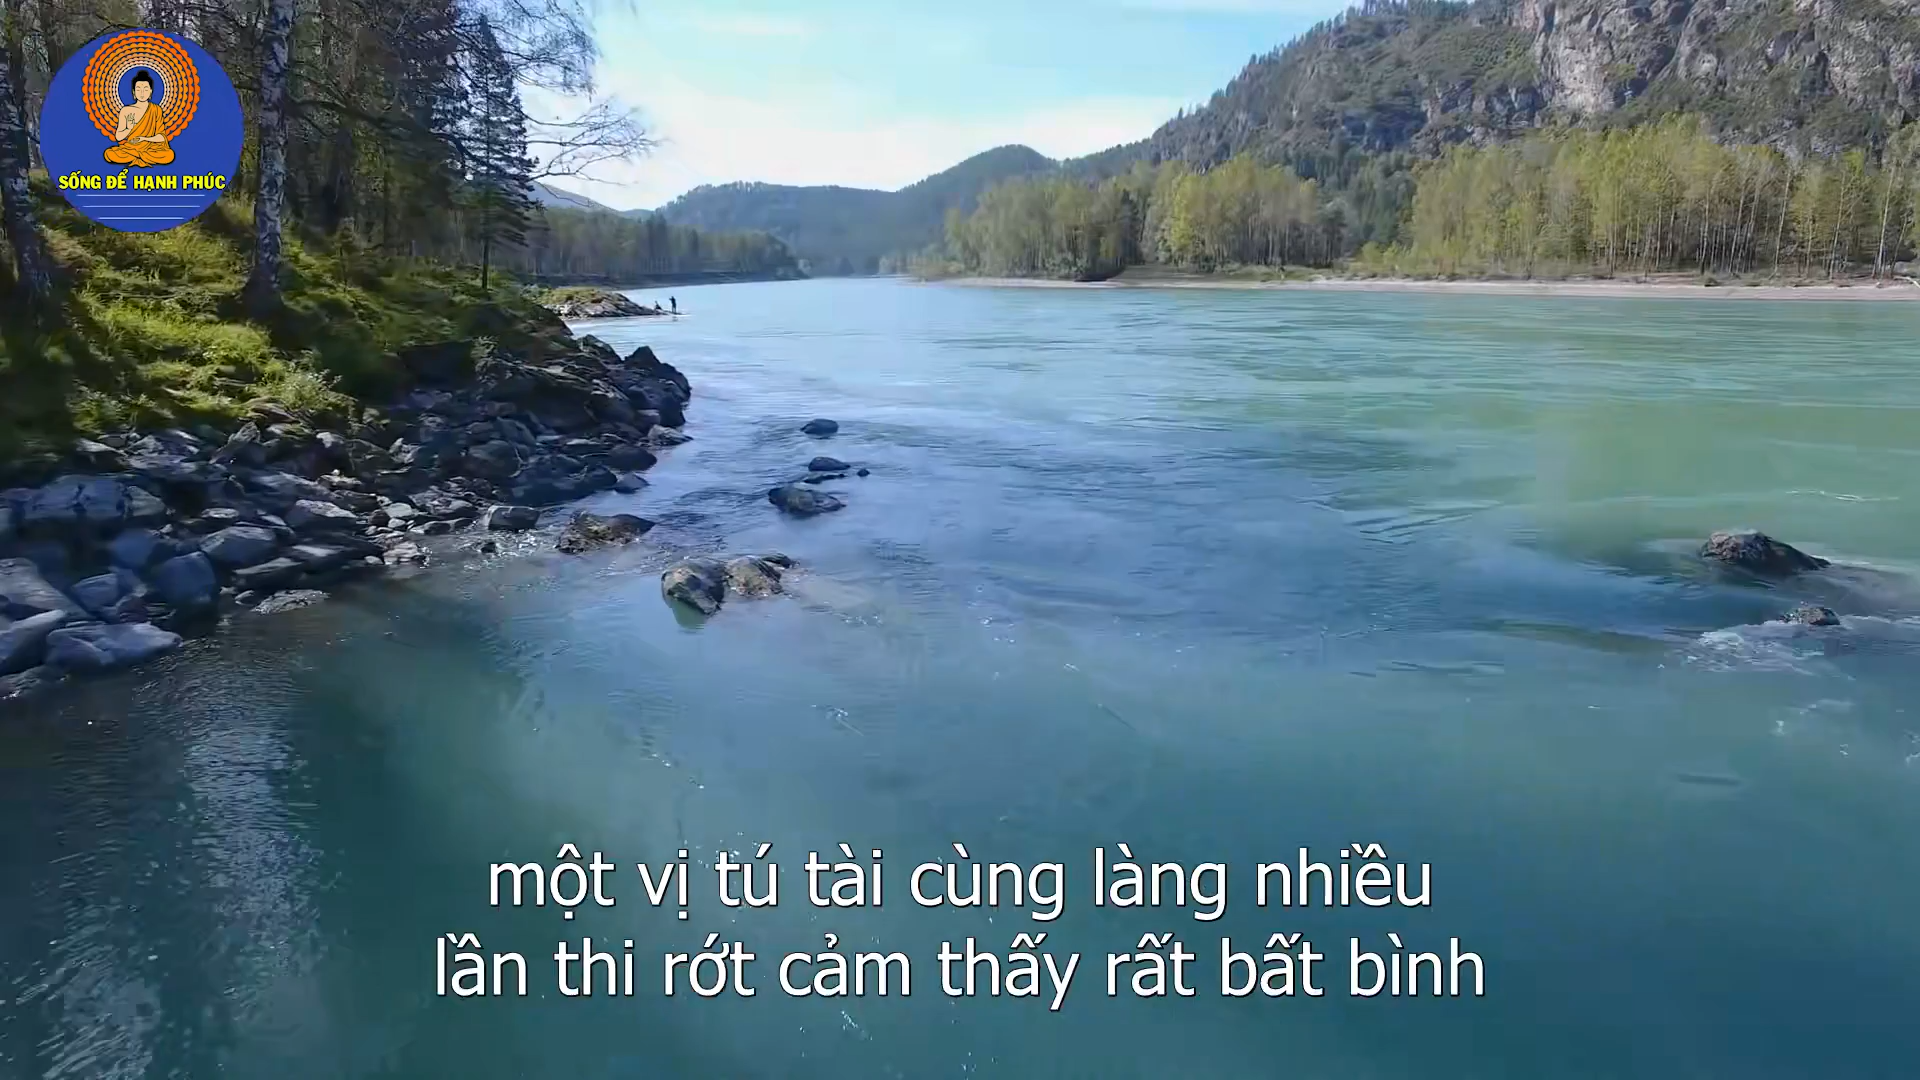 SỐNG ĐỂ HẠNH PHÚC
một vị tú tài cùng làng nhiều
lần thi rớt cảm thấy rất bất bình